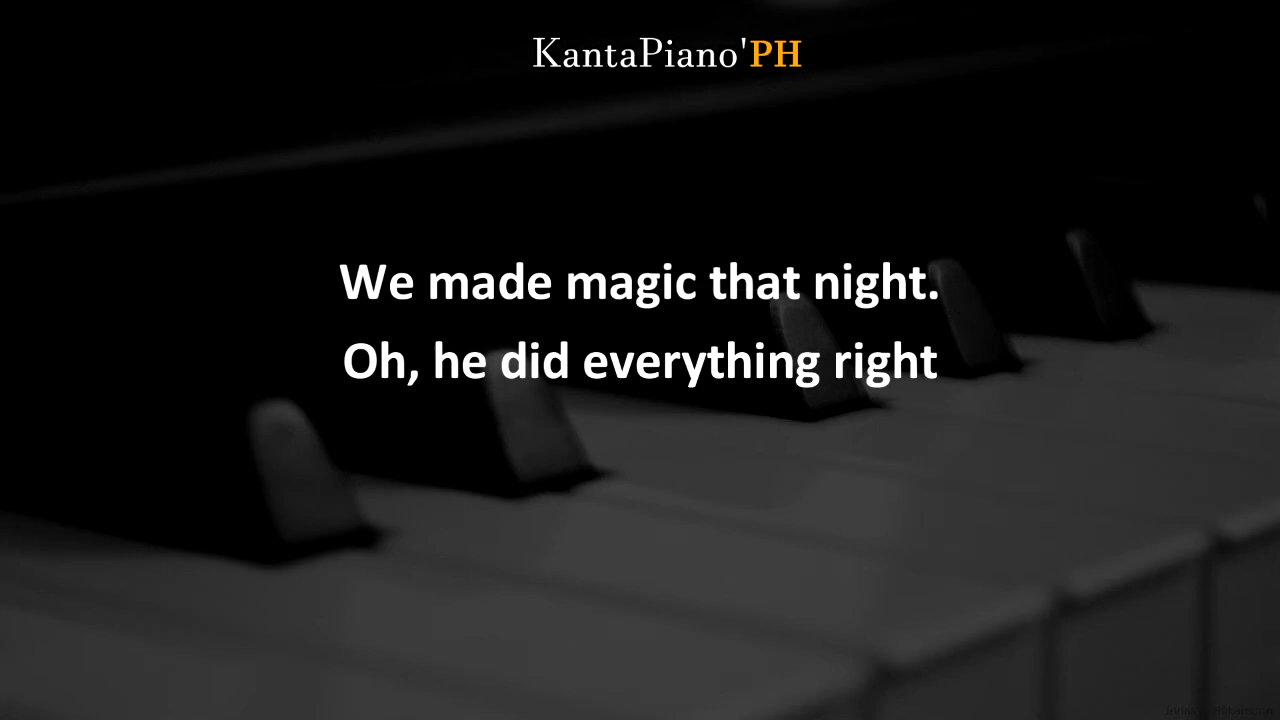 KantaPiano'PH
We made magic that night.
Oh, he did everything right